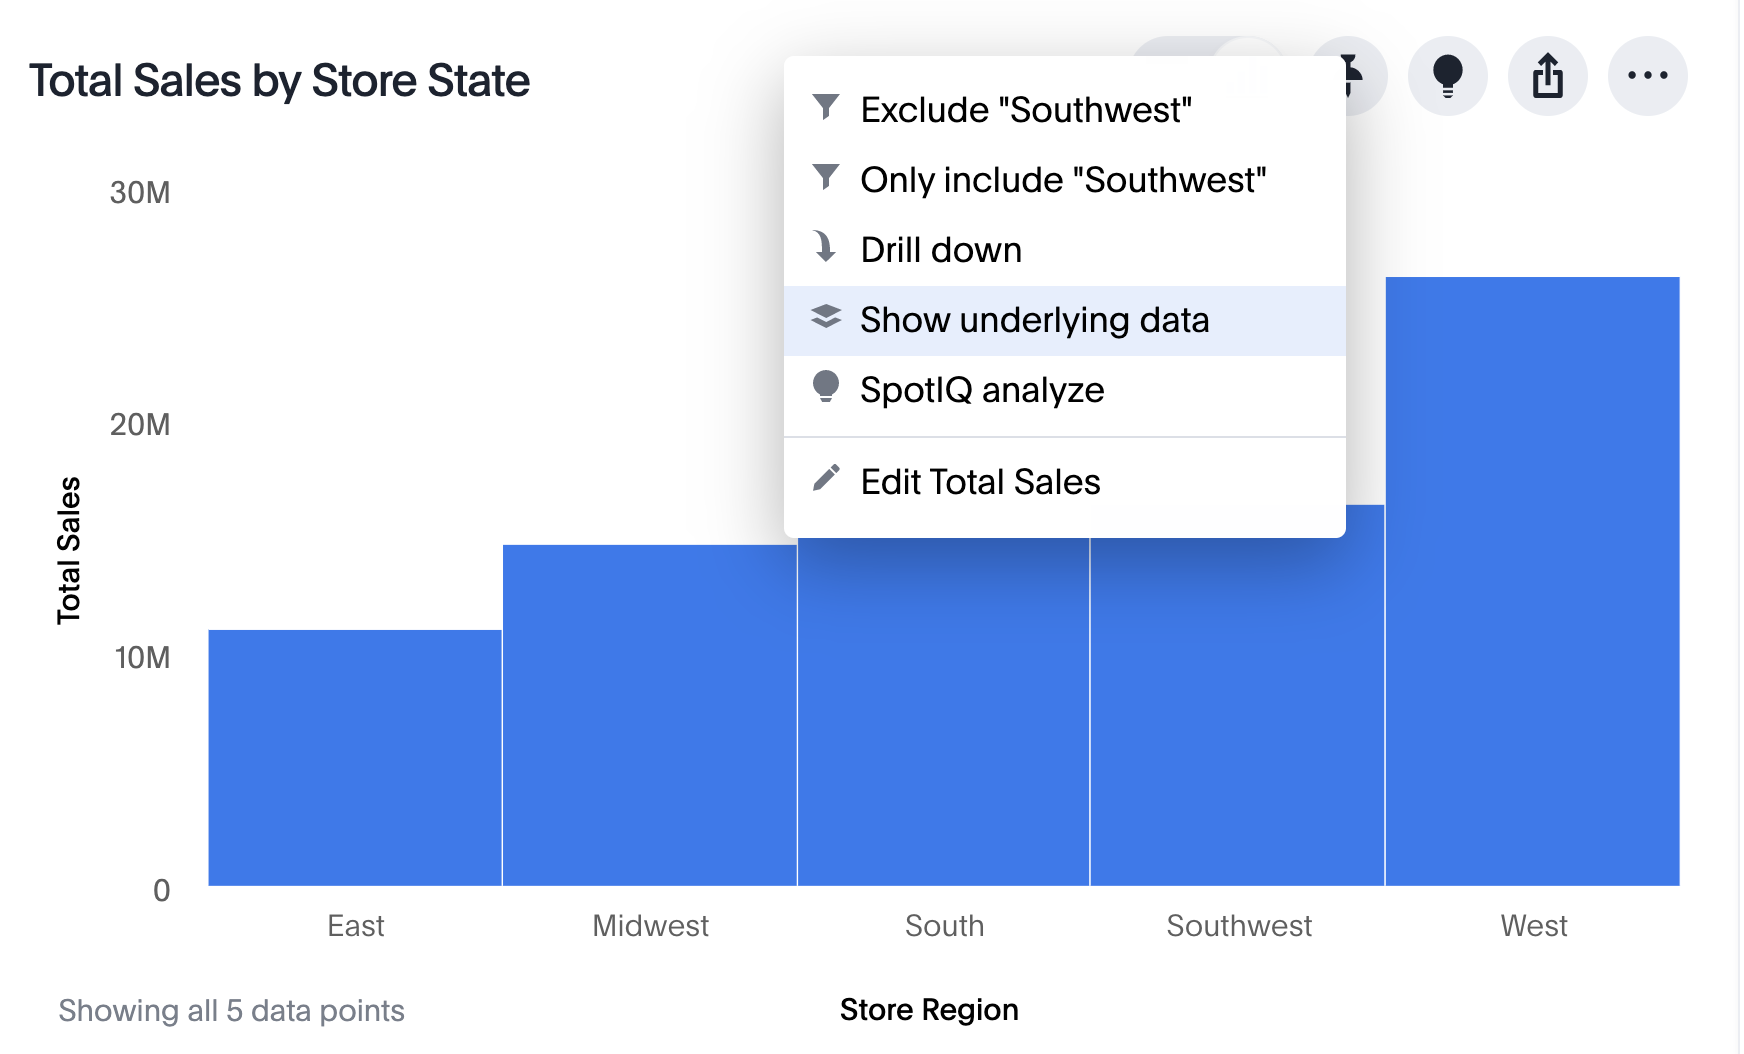 Total Sales by Store State
Exclude "Southwest"
Only include "Southwest"
Drill down
Show underlying data
SpotIQ analyze
Edit Total Sales
30M
20M
10M
0
Total Sales
East
Midwest
South
Southwest
West
Store Region
Showing all 5 data points